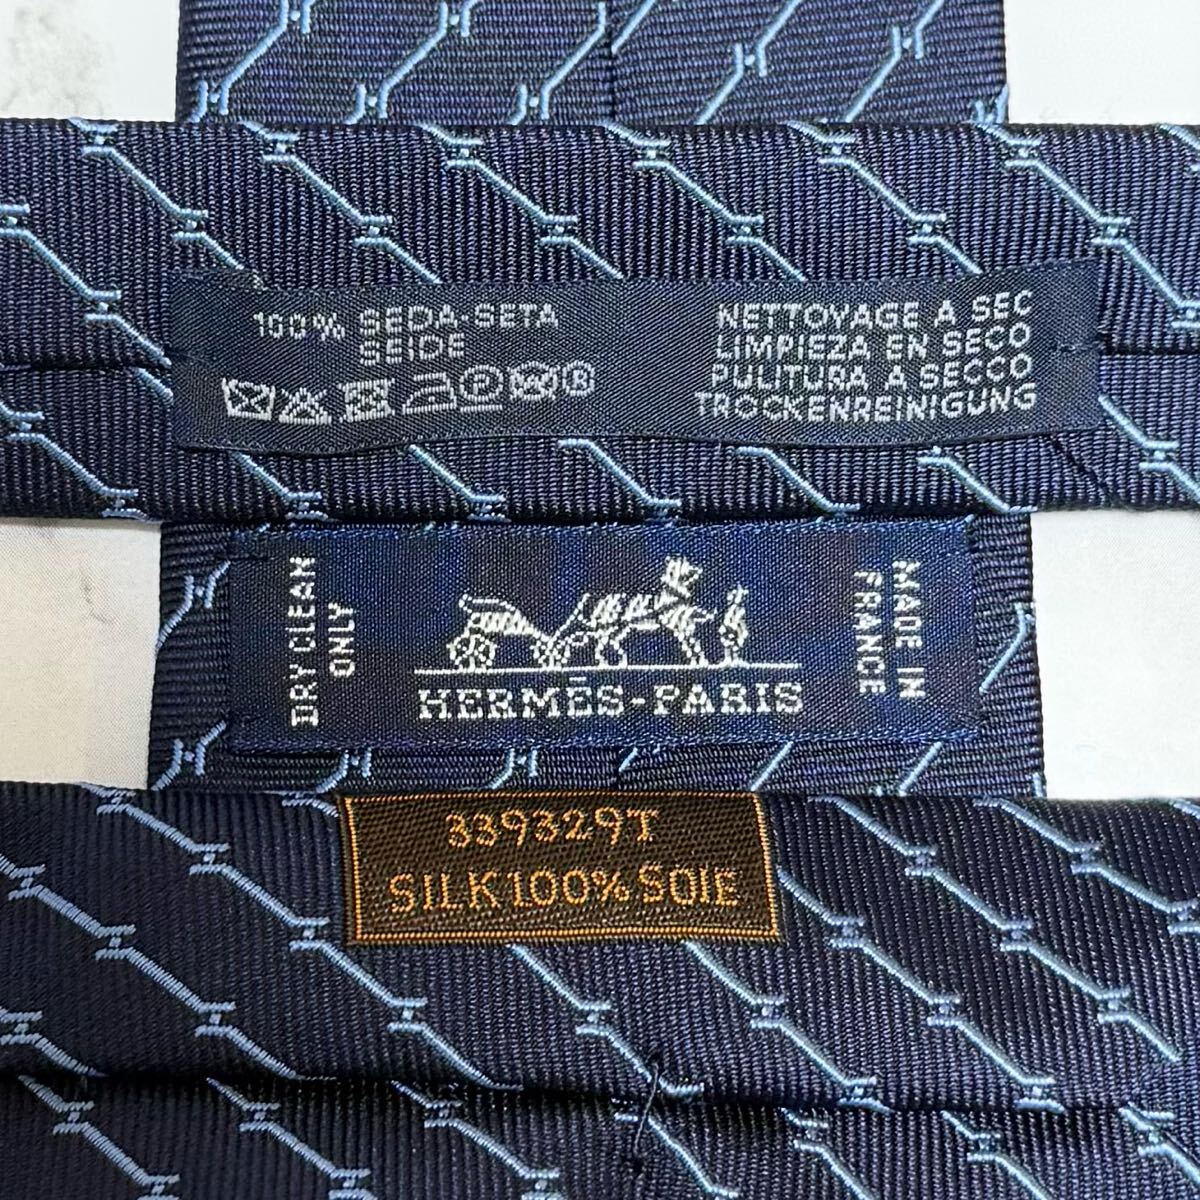 100% SEDA-SETA
SEIDE
NETTOYAGE A SEC
LIMPIEZA EN SECO
PULITURA A SECCO
TROCKENREINIGUNG
DRY CLEAN
ONLY
HERMÈS-PARIS
MADE IN
FRANCE
339329T
SILK100%SOIE